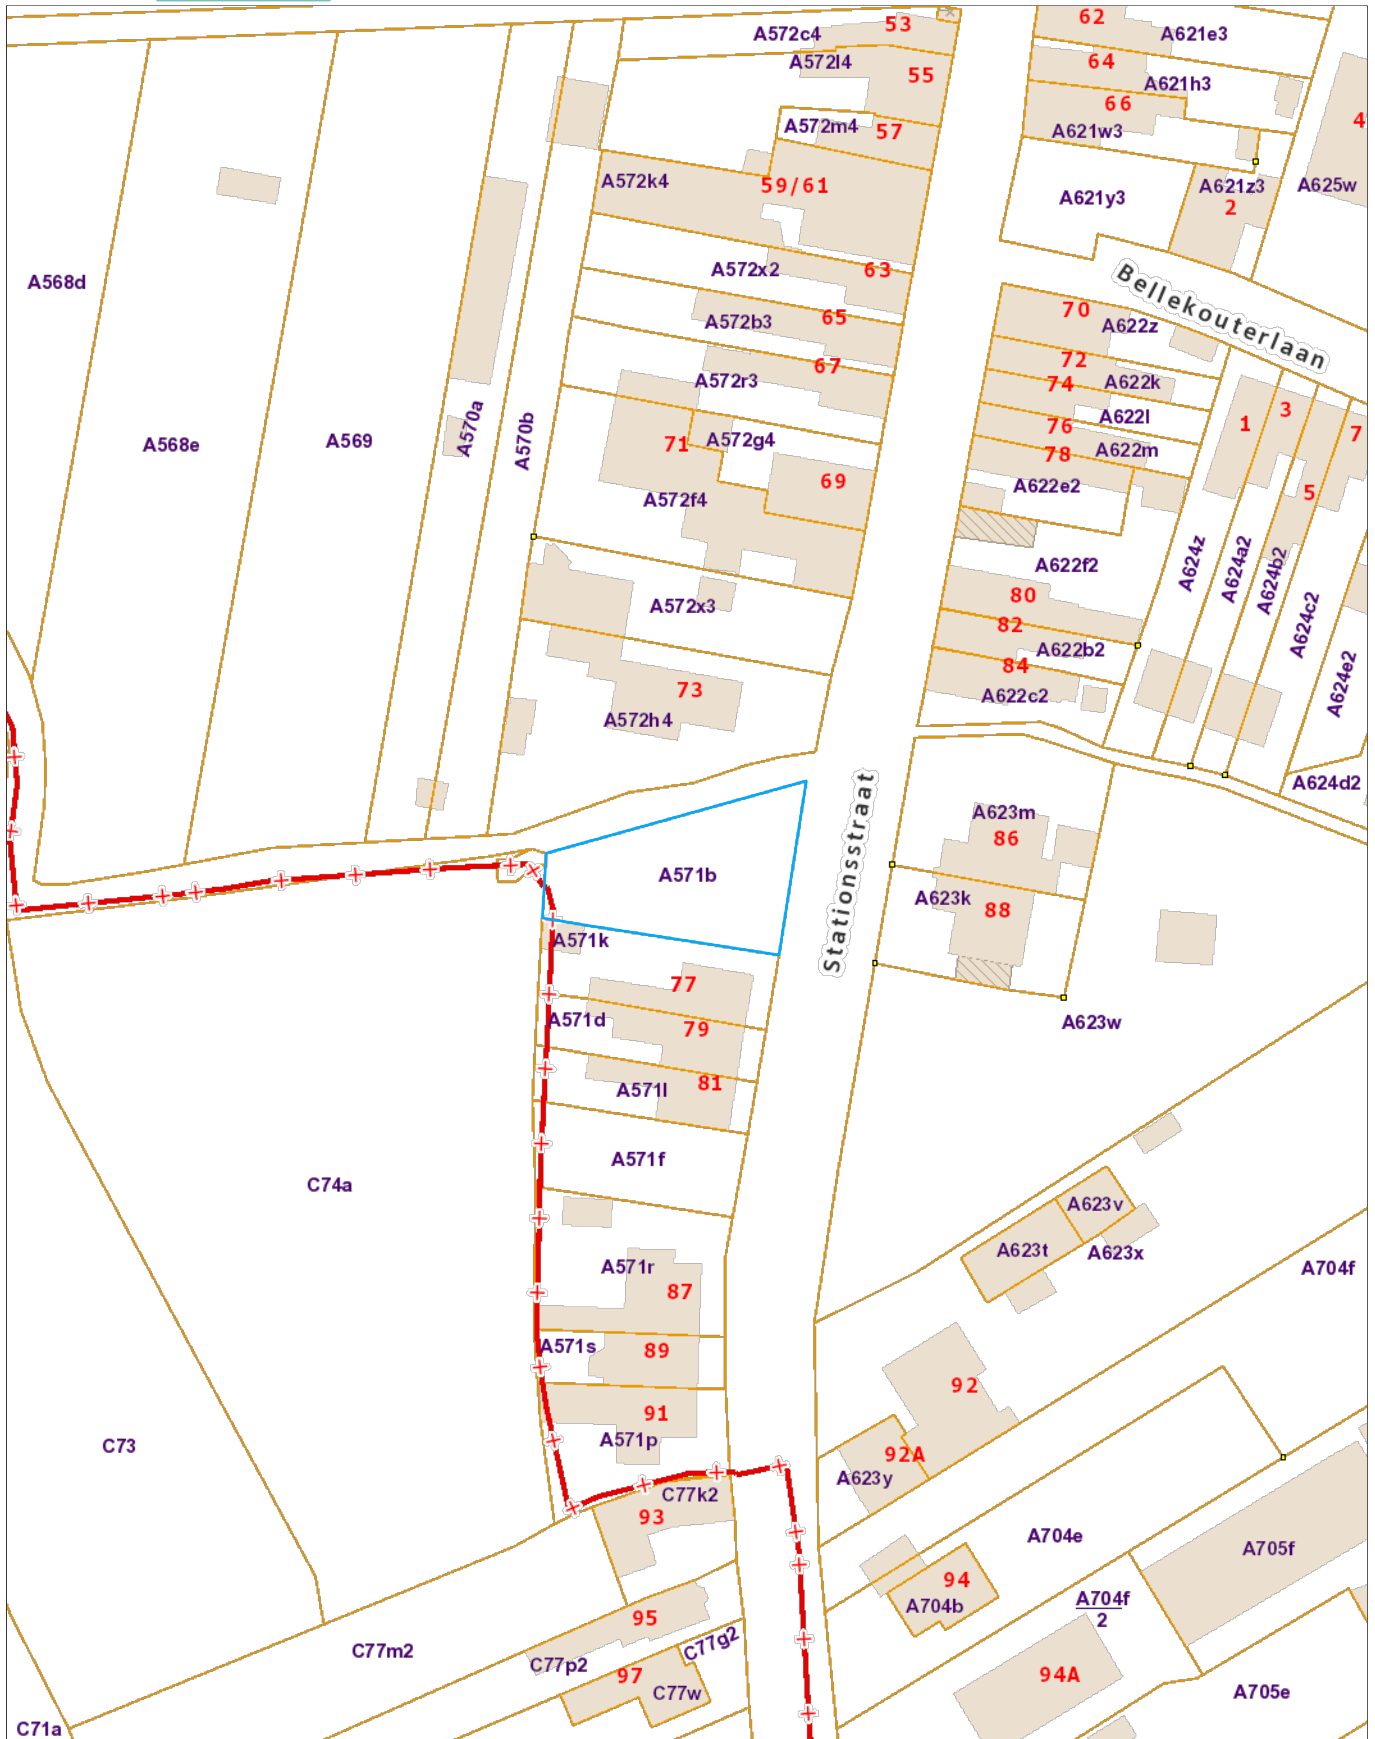 62
53
A572c4
A621e3
A572l4
64
55
A621h3
66
4
A572m4
57
A621w3
A572k4
59/61
A621z3
A625w
A621y3
2
A568d
A572x2
63
Bellekouterlaan
70
65
A572b3
A622z
72
67
A572r3
74
A622k
3
A622l
1
76
7
A570a
A570b
A568e
A569
71
A572g4
78
A622m
69
A622e2
5
A572f4
A624z
A622f2
A624a2
A624b2
80
A572x3
82
A624c2
A622b2
84
A624e2
73
A622c2
A572h4
A624d2
A623m
86
Stationsstraat
A571b
A623k
88
A571k
77
A571d
79
A623w
81
A571l
A571f
C74a
A623v
A623t
A623x
A571r
A704f
87
A571s
89
92
91
A571p
C73
92A
A623y
C77k2
93
A704e
A705f
94
A704f
2
A704b
95
C77g2
C77m2
C77p2
97
94A
C77w
A705e
C71a